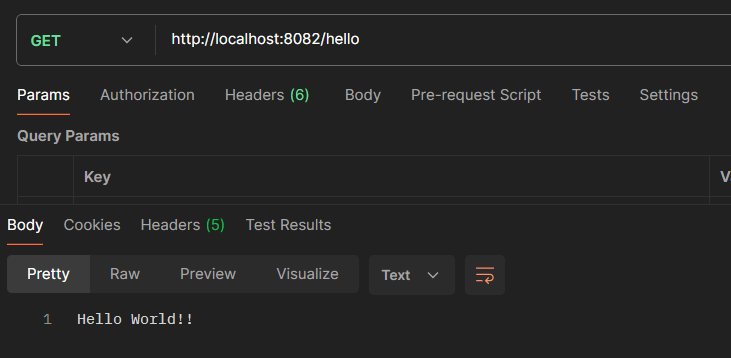 GET http://localhost:8082/hello
Params Authorization Headers (6) Body Pre-request Script Tests Settings
Query Params
Key
Body Cookies Headers (5) Test Results
Pretty Raw Preview Visualize Text
1 Hello World!!